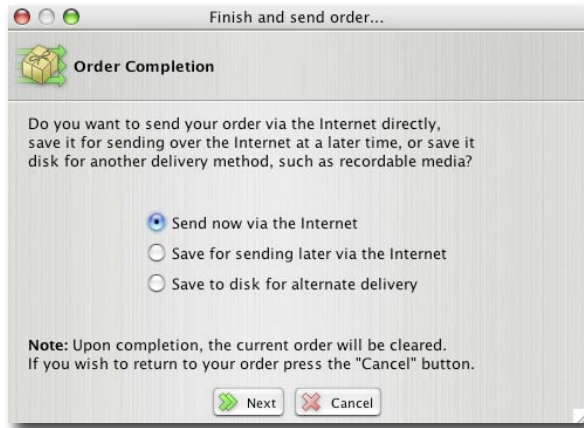 Finish and send order...
Order Completion
Do you want to send your order via the Internet directly,
save it for sending over the Internet at a later time, or save it
disk for another delivery method, such as recordable media?
Send now via the Internet
Save for sending later via the Internet
Save to disk for alternate delivery
Note: Upon completion, the current order will be cleared.
If you wish to return to your order press the "Cancel" button.
Next Cancel